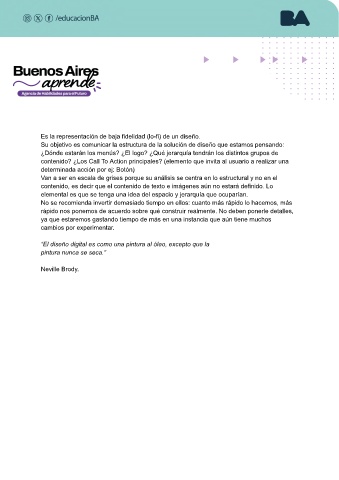 /educacionBA
BA
Buenos Aires
aprende
Agencia de Habilidades para el Futuro
Es la representación de baja fidelidad (lo-fi) de un diseño.
Su objetivo es comunicar la estructura de la solución de diseño que estamos pensando:
¿Dónde estarán los menús? ¿El logo? ¿Qué jerarquía tendrán los distintos grupos de
contenido? ¿Los Call To Action principales? (elemento que invita al usuario a realizar una
determinada acción por ej: Botón)
Van a ser en escala de grises porque su análisis se centra en lo estructural y no en el
contenido, es decir que el contenido de texto e imágenes aún no estará definido. Lo
elemental es que se tenga una idea del espacio y jerarquía que ocuparían.
No se recomienda invertir demasiado tiempo en ellos: cuanto más rápido lo hacemos, más
rápido nos ponemos de acuerdo sobre qué construir realmente. No deben ponerle detalles,
ya que estaremos gastando tiempo de más en una instancia que aún tiene muchos
cambios por experimentar.
"El diseño digital es como una pintura al óleo, excepto que la
pintura nunca se seca."
Neville Brody.